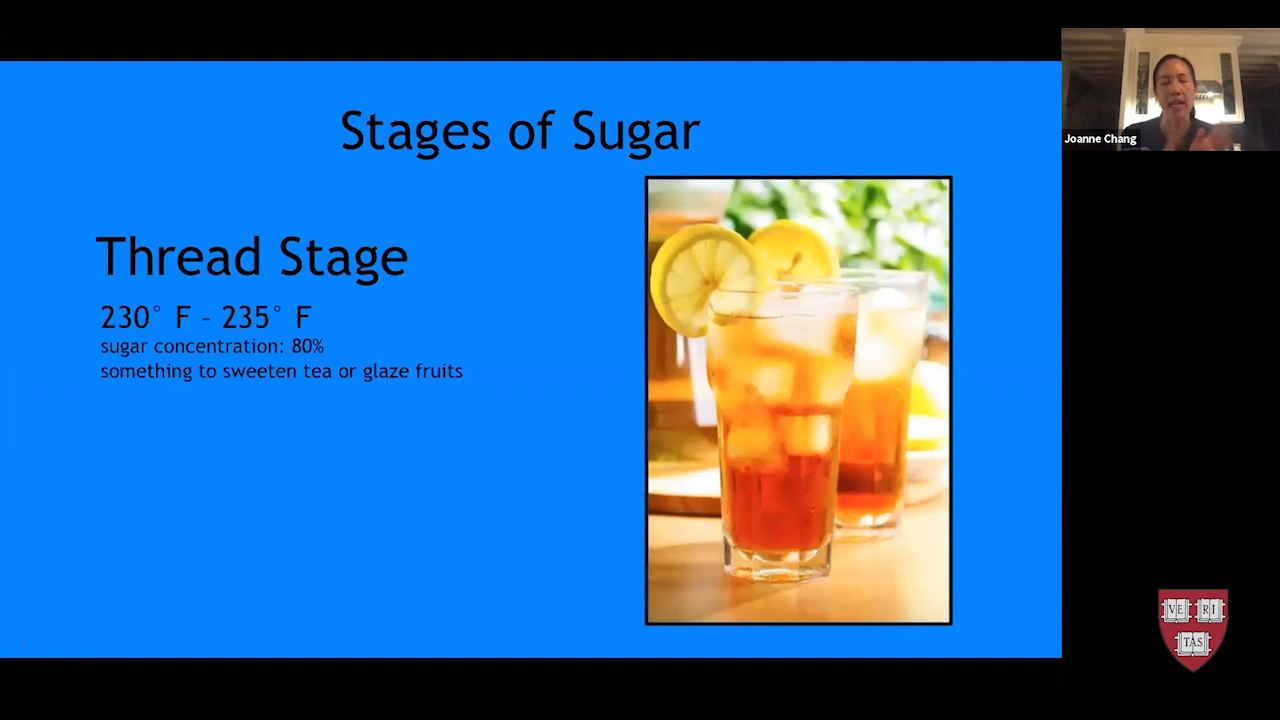 Stages of Sugar
Thread Stage
230° F – 235° F
sugar concentration: 80%
something to sweeten tea or glaze fruits
Joanne Chang
VE RI
TAS